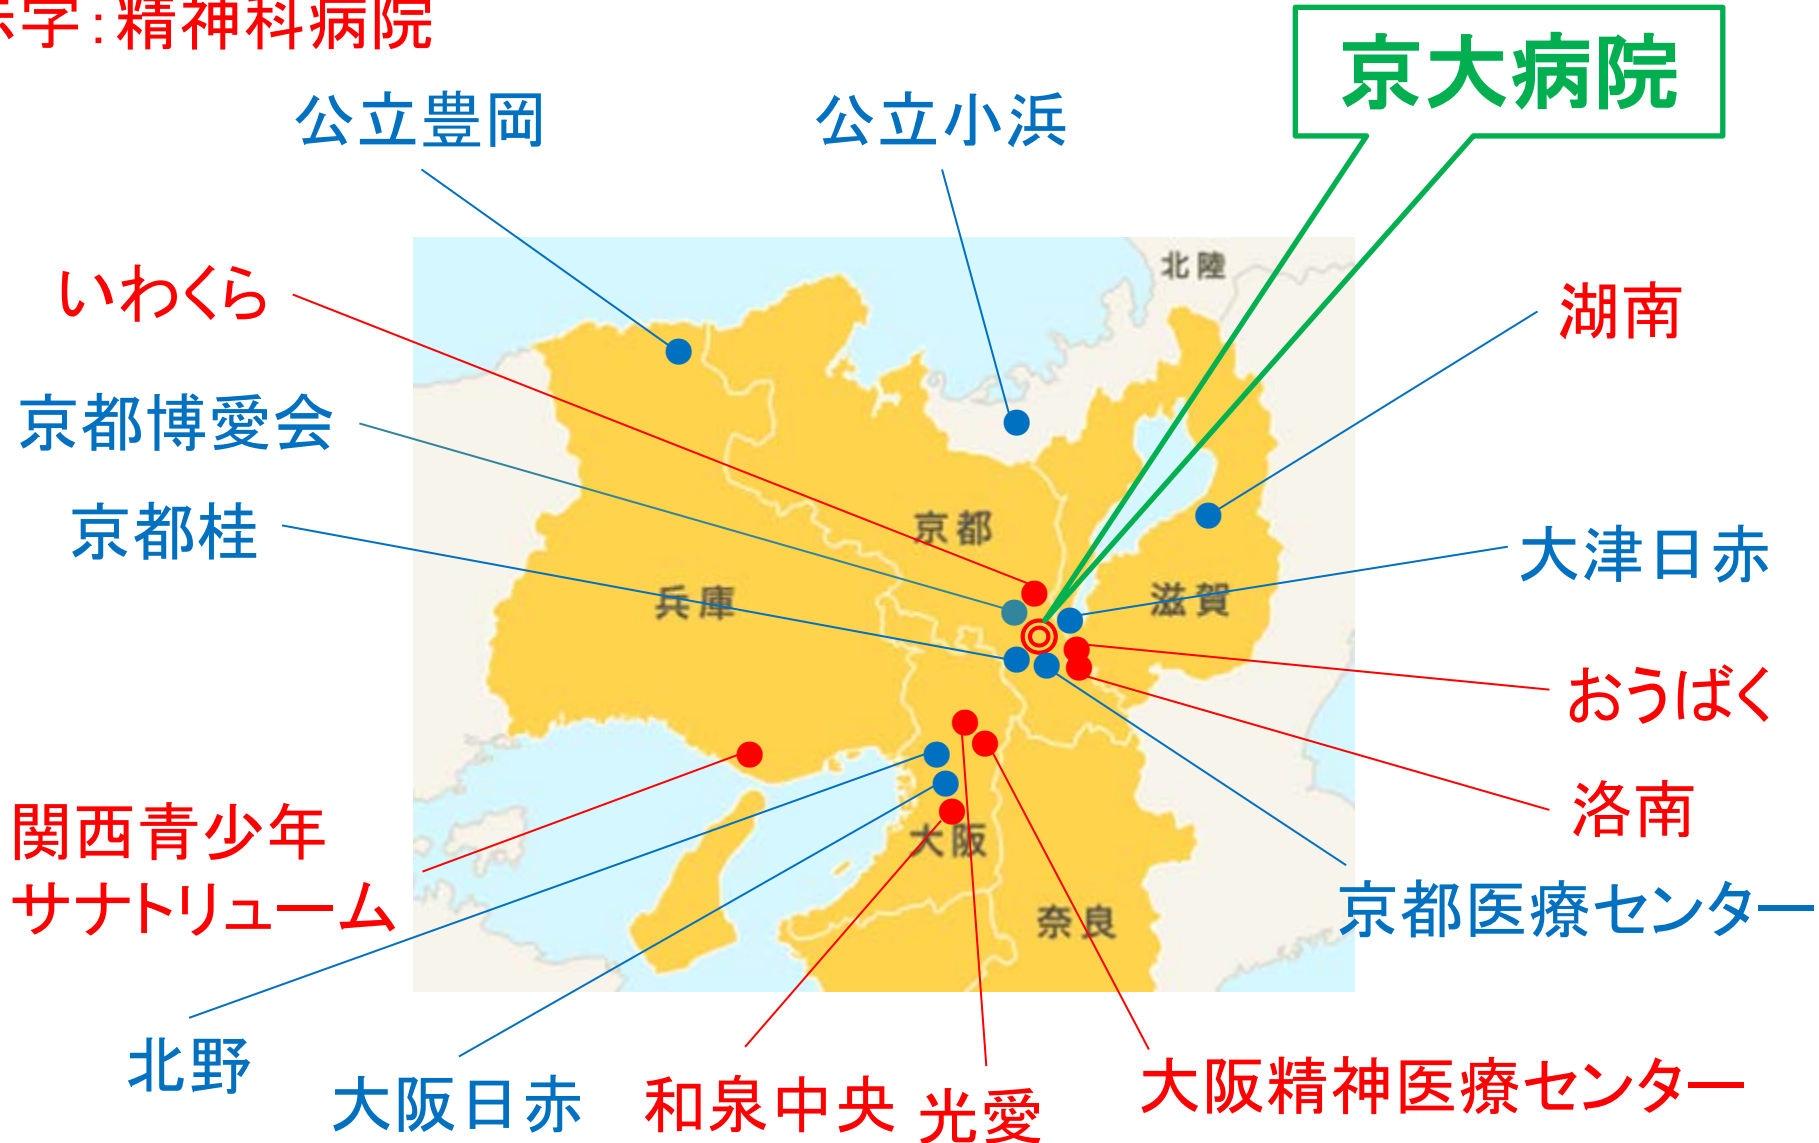 赤字：精神科病院
京大病院
公立豊岡
公立小浜
北陸
いわくら
湖南
京都博愛会
京都桂
京都
大津日赤
兵庫
滋賀
おうばく
洛南
関西青少年
サナトリューム
大阪
京都医療センター
奈良
北野
大阪日赤
和泉中央
光愛
大阪精神医療センター